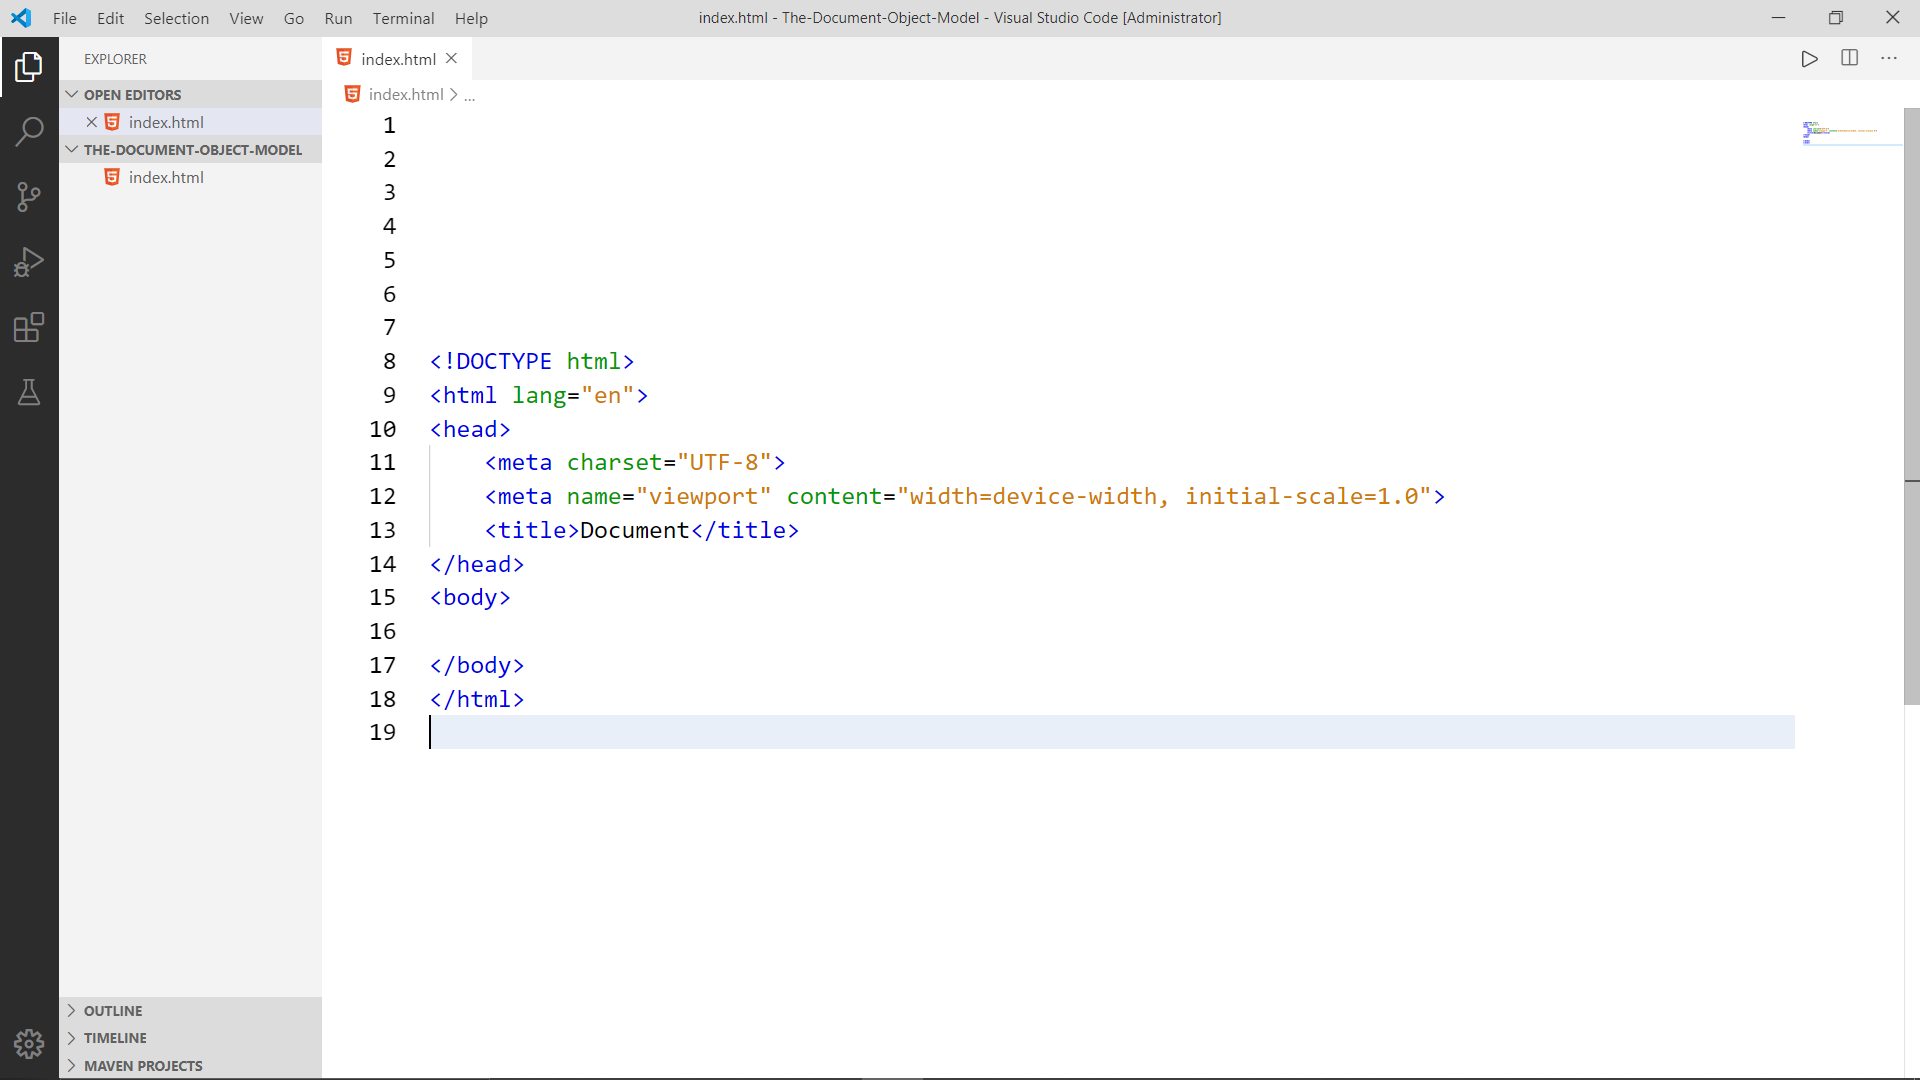 File Edit Selection View Go Run Terminal Help
index.html - The-Document-Object-Model - Visual Studio Code [Administrator]
EXPLORER
OPEN EDITORS
index.html
THE-DOCUMENT-OBJECT-MODEL
index.html
OUTLINE
TIMELINE
MAVEN PROJECTS
index.html
index.html > ...
1
2
3
4
5
6
7
8 <!DOCTYPE html>
9 <html lang="en">
10 <head>
11     <meta charset="UTF-8">
12     <meta name="viewport" content="width=device-width, initial-scale=1.0">
13     <title>Document</title>
14 </head>
15 <body>
16
17 </body>
18 </html>
19